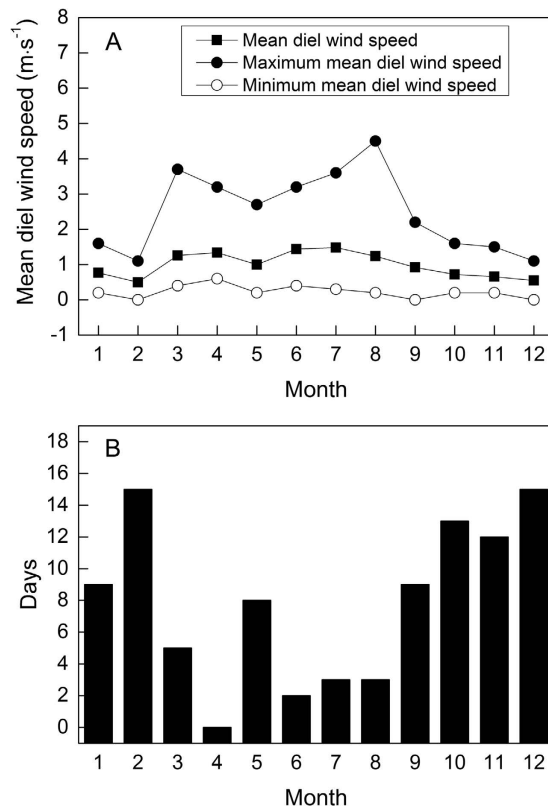 A
Mean diel wind speed
Maximum mean diel wind speed
Minimum mean diel wind speed
Mean diel wind speed (m·s⁻¹)
8
7
6
5
4
3
2
1
0
-1
1 2 3 4 5 6 7 8 9 10 11 12
Month
B
Days
18
16
14
12
10
8
6
4
2
0
1 2 3 4 5 6 7 8 9 10 11 12
Month